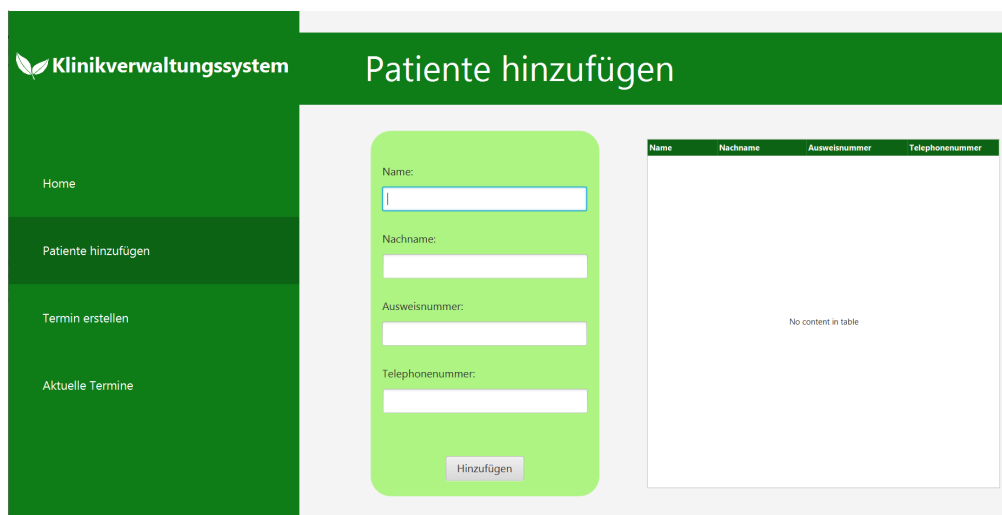 Klinikverwaltungssystem
Patiente hinzufügen
Home
Patiente hinzufügen
Termin erstellen
Aktuelle Termine
Name:
Nachname:
Ausweisnummer:
Telephonenummer:
Hinzufügen
Name Nachname Ausweisnummer Telephonenummer
No content in table